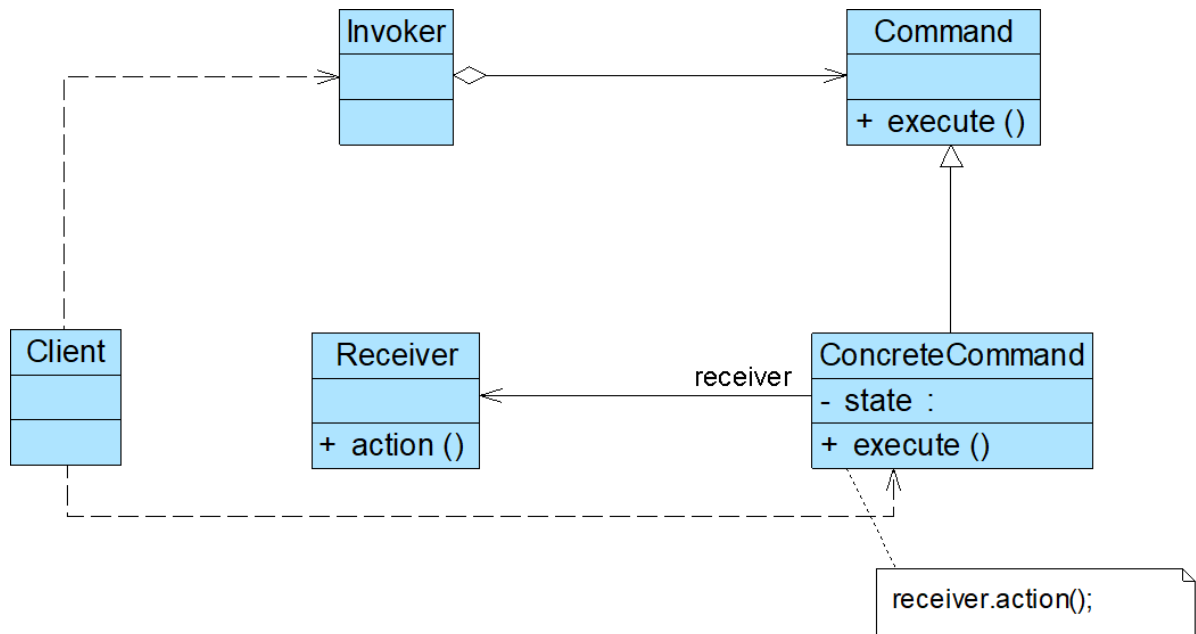 Invoker
Command
+ execute ()
Client
Receiver
+ action ()
receiver
ConcreteCommand
- state :
+ execute ()
receiver.action();